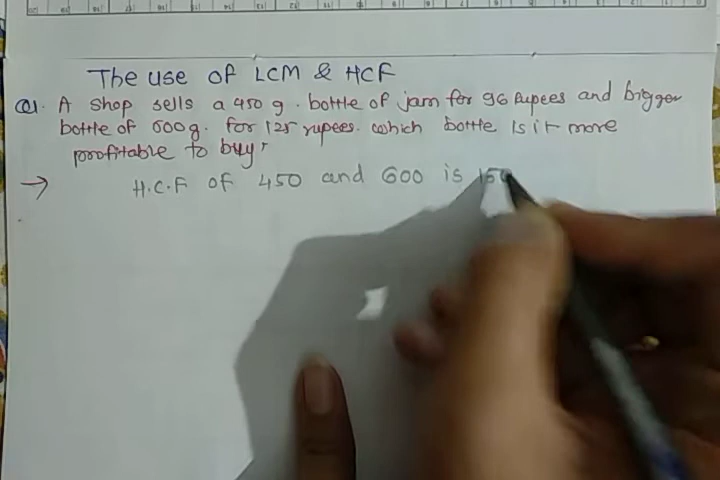 The use of LCM & HCF
Q1. A shop sells a 450 g. bottle of jam for 96 Rupees and bigger
bottle of 600 g. for 125 rupees. which bottle is it more
profitable to buy?
→ H.C.F of 450 and 600 is 150